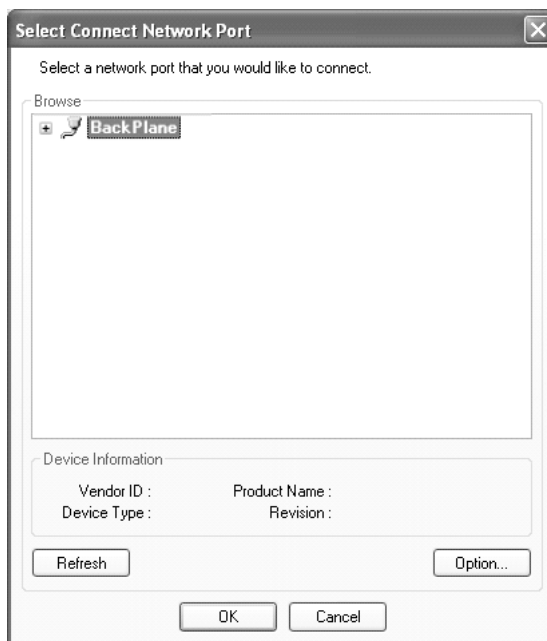 Select Connect Network Port
Select a network port that you would like to connect.
Browse
BackPlane
Device Information
Vendor ID : Product Name :
Device Type : Revision :
Refresh Option...
OK Cancel